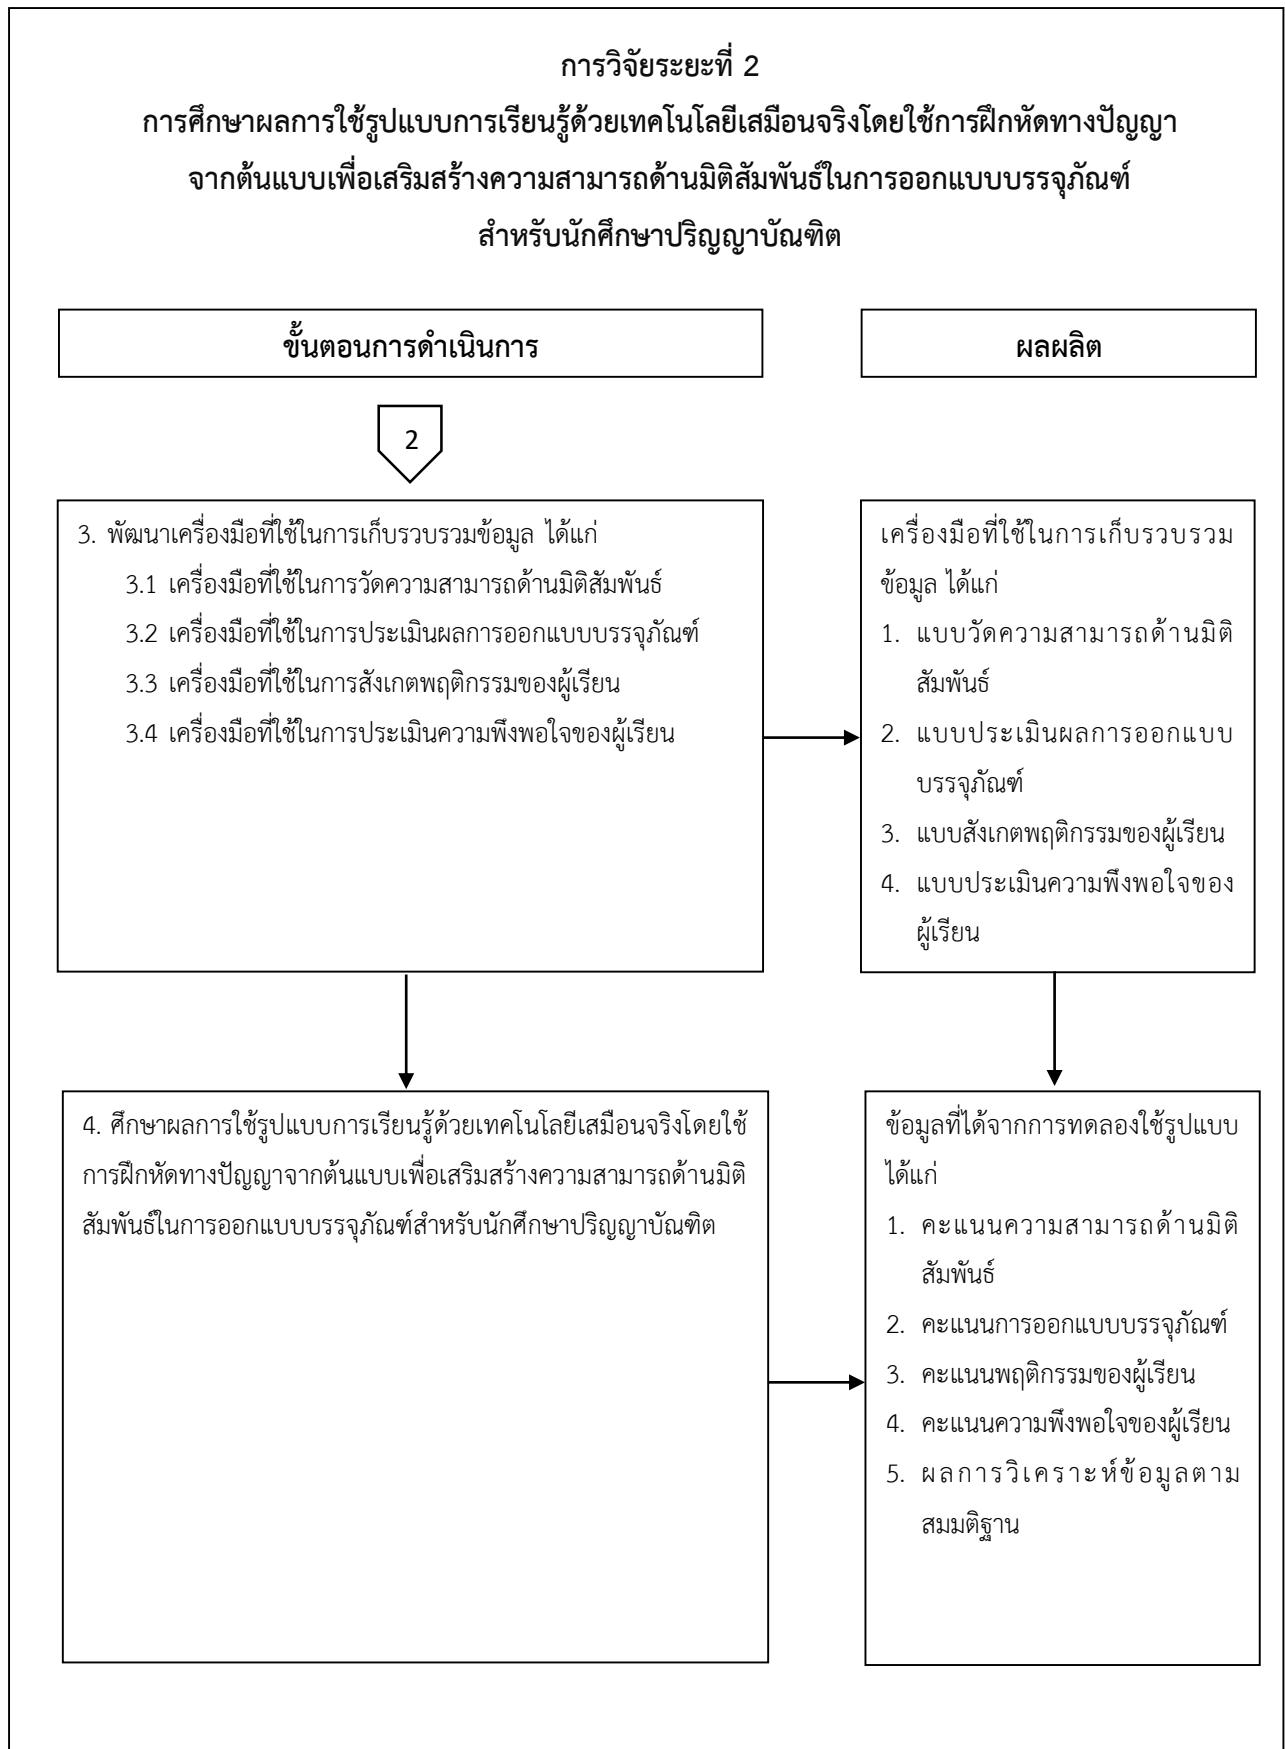 การวิจัยระยะที่ 2
การศึกษาผลการใช้รูปแบบการเรียนรู้ด้วยเทคโนโลยีเสมือนจริงโดยใช้การฝึกหัดทางปัญญา
จากต้นแบบเพื่อเสริมสร้างความสามารถด้านมิติสัมพันธ์ในการออกแบบบรรจุภัณฑ์
สำหรับนักศึกษาปริญญาบัณฑิต
ขั้นตอนการดำเนินการ
ผลผลิต
2
3. พัฒนาเครื่องมือที่ใช้ในการเก็บรวบรวมข้อมูล ได้แก่
3.1 เครื่องมือที่ใช้ในการวัดความสามารถด้านมิติสัมพันธ์
3.2 เครื่องมือที่ใช้ในการประเมินผลการออกแบบบรรจุภัณฑ์
3.3 เครื่องมือที่ใช้ในการสังเกตพฤติกรรมของผู้เรียน
3.4 เครื่องมือที่ใช้ในการประเมินความพึงพอใจของผู้เรียน
เครื่องมือที่ใช้ในการเก็บรวบรวม
ข้อมูล ได้แก่
1. แบบวัดความสามารถด้านมิติ
สัมพันธ์
2. แบบประเมินผลการออกแบบ
บรรจุภัณฑ์
3. แบบสังเกตพฤติกรรมของผู้เรียน
4. แบบประเมินความพึงพอใจของ
ผู้เรียน
4. ศึกษาผลการใช้รูปแบบการเรียนรู้ด้วยเทคโนโลยีเสมือนจริงโดยใช้
การฝึกหัดทางปัญญาจากต้นแบบเพื่อเสริมสร้างความสามารถด้านมิติ
สัมพันธ์ในการออกแบบบรรจุภัณฑ์สำหรับนักศึกษาปริญญาบัณฑิต
ข้อมูลที่ได้จากการทดลองใช้รูปแบบ
ได้แก่
1. คะแนนความสามารถด้านมิติ
สัมพันธ์
2. คะแนนการออกแบบบรรจุภัณฑ์
3. คะแนนพฤติกรรมของผู้เรียน
4. คะแนนความพึงพอใจของผู้เรียน
5. ผลการวิเคราะห์ข้อมูลตาม
สมมติฐาน